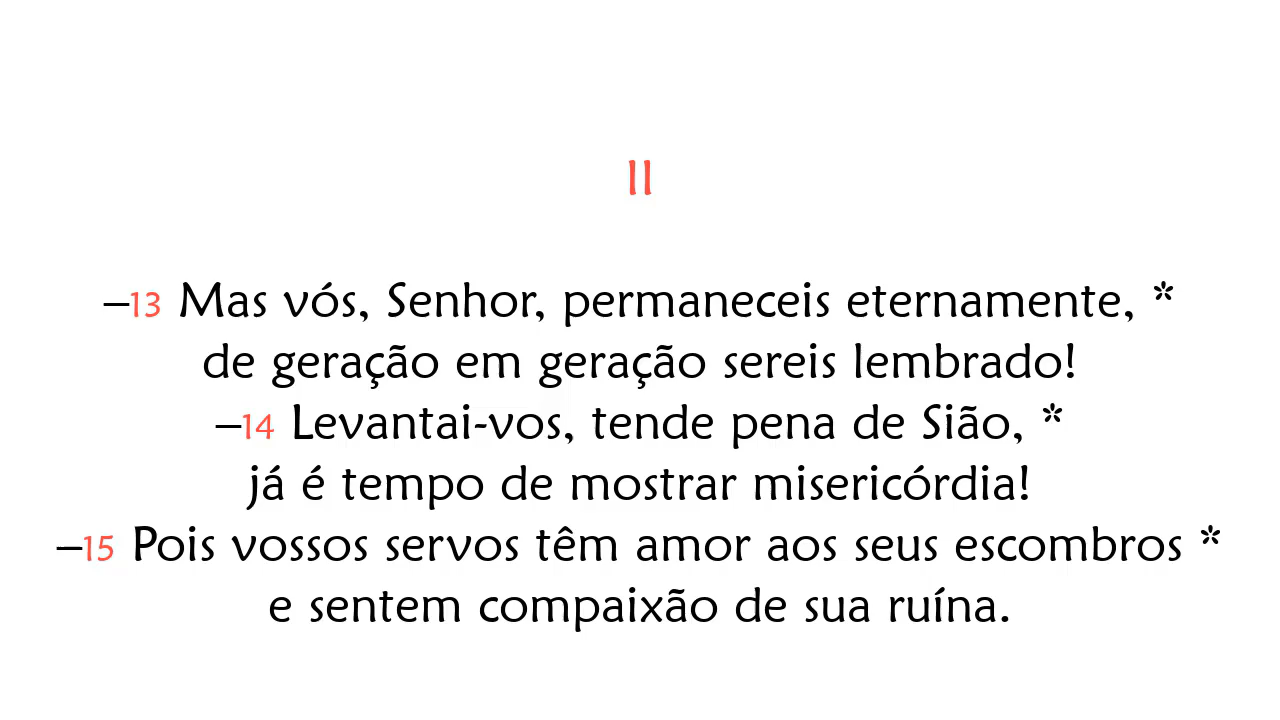 II
–13 Mas vós, Senhor, permaneceis eternamente, *
de geração em geração sereis lembrado!
–14 Levantai-vos, tende pena de Sião, *
já é tempo de mostrar misericórdia!
–15 Pois vossos servos têm amor aos seus escombros *
e sentem compaixão de sua ruína.